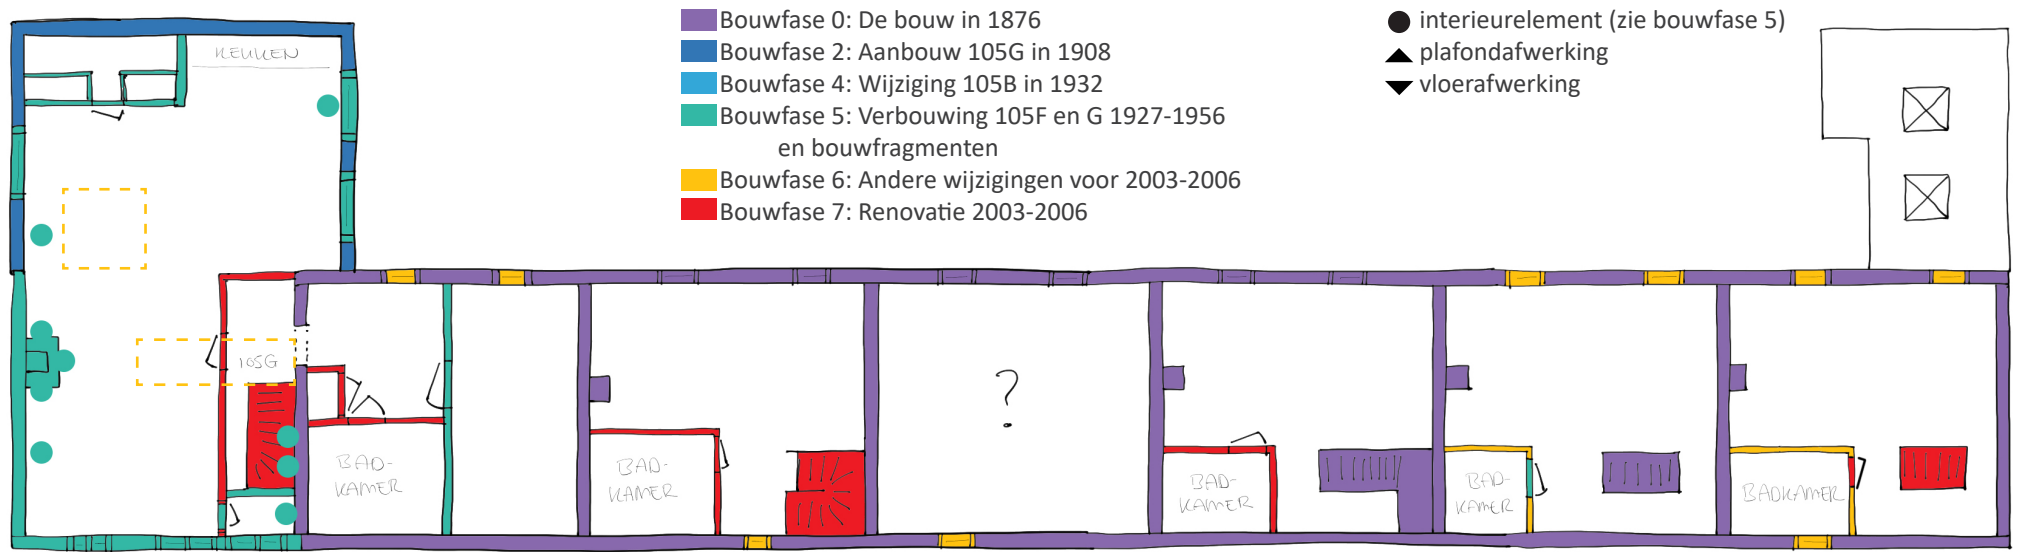 Bouwfase 0: De bouw in 1876
Bouwfase 2: Aanbouw 105G in 1908
Bouwfase 4: Wijziging 105B in 1932
Bouwfase 5: Verbouwing 105F en G 1927-1956
en bouwfragmenten
Bouwfase 6: Andere wijzigingen voor 2003-2006
Bouwfase 7: Renovatie 2003-2006
interieurelement (zie bouwfase 5)
plafondafwerking
vloerafwerking
KEUKEN
105G
BAD-
KAMER
BAD-
KAMER
?
BAD-
KAMER
BAD-
KAMER
BADKAMER